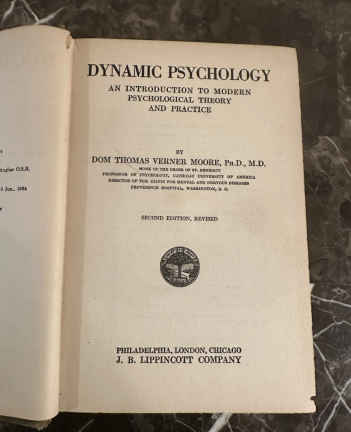 DYNAMIC PSYCHOLOGY
AN INTRODUCTION TO MODERN
PSYCHOLOGICAL THEORY
AND PRACTICE
BY
DOM THOMAS VERNER MOORE, PH.D., M.D.
MONK OF THE ORDER OF ST. BENEDICT
PROFESSOR OF PSYCHOLOGY, CATHOLIC UNIVERSITY OF AMERICA
DIRECTOR OF THE CLINIC FOR MENTAL AND NERVOUS DISEASES
PROVIDENCE HOSPITAL, WASHINGTON, D. C.
SECOND EDITION, REVISED
PHILADELPHIA, LONDON, CHICAGO
J. B. LIPPINCOTT COMPANY